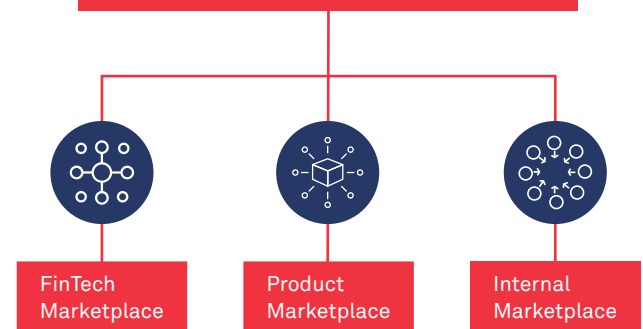 FinTech
Marketplace
Product
Marketplace
Internal
Marketplace